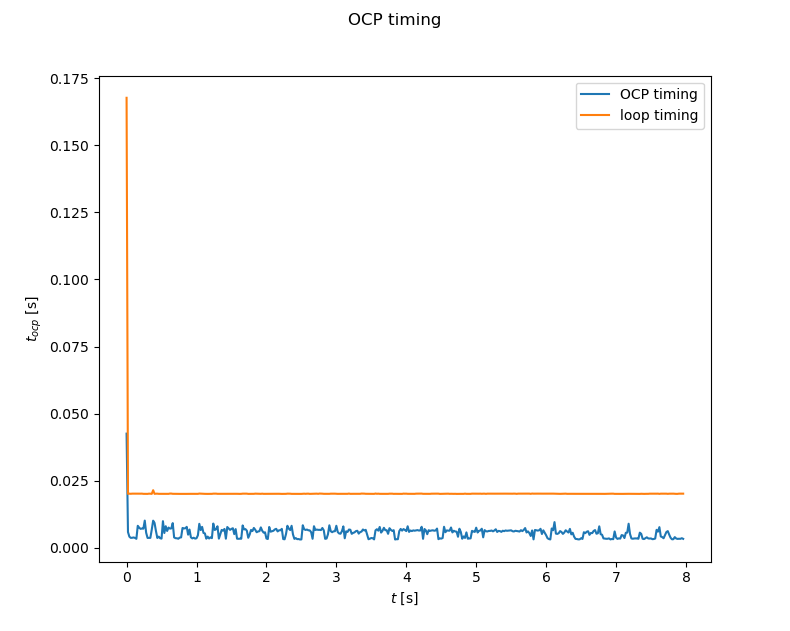 OCP timing
0.175
0.150
0.125
0.100
0.075
0.050
0.025
0.000
t_ocp [s]
OCP timing
loop timing
0 1 2 3 4 5 6 7 8
t [s]